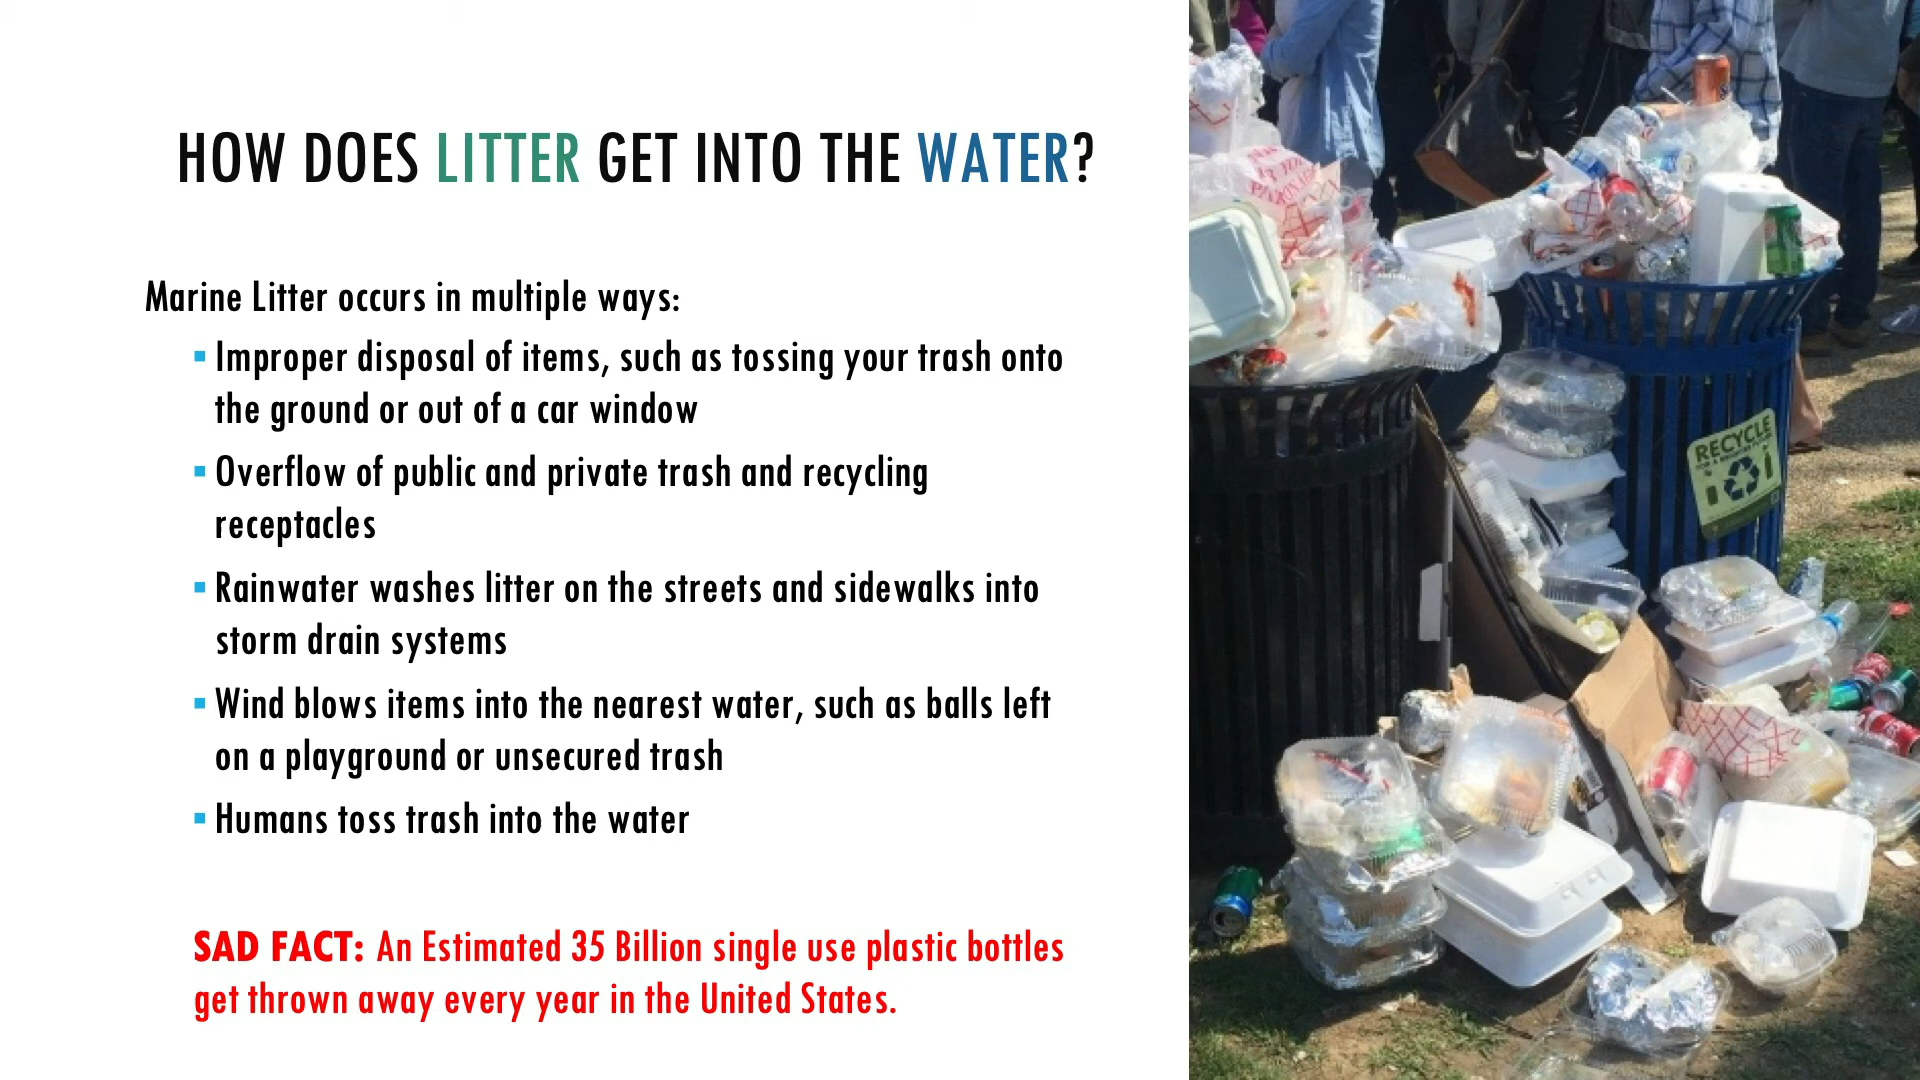 HOW DOES LITTER GET INTO THE WATER?
Marine Litter occurs in multiple ways:
▪ Improper disposal of items, such as tossing your trash onto
the ground or out of a car window
▪ Overflow of public and private trash and recycling
receptacles
▪ Rainwater washes litter on the streets and sidewalks into
storm drain systems
▪ Wind blows items into the nearest water, such as balls left
on a playground or unsecured trash
▪ Humans toss trash into the water
SAD FACT: An Estimated 35 Billion single use plastic bottles
get thrown away every year in the United States.
RECYCLE